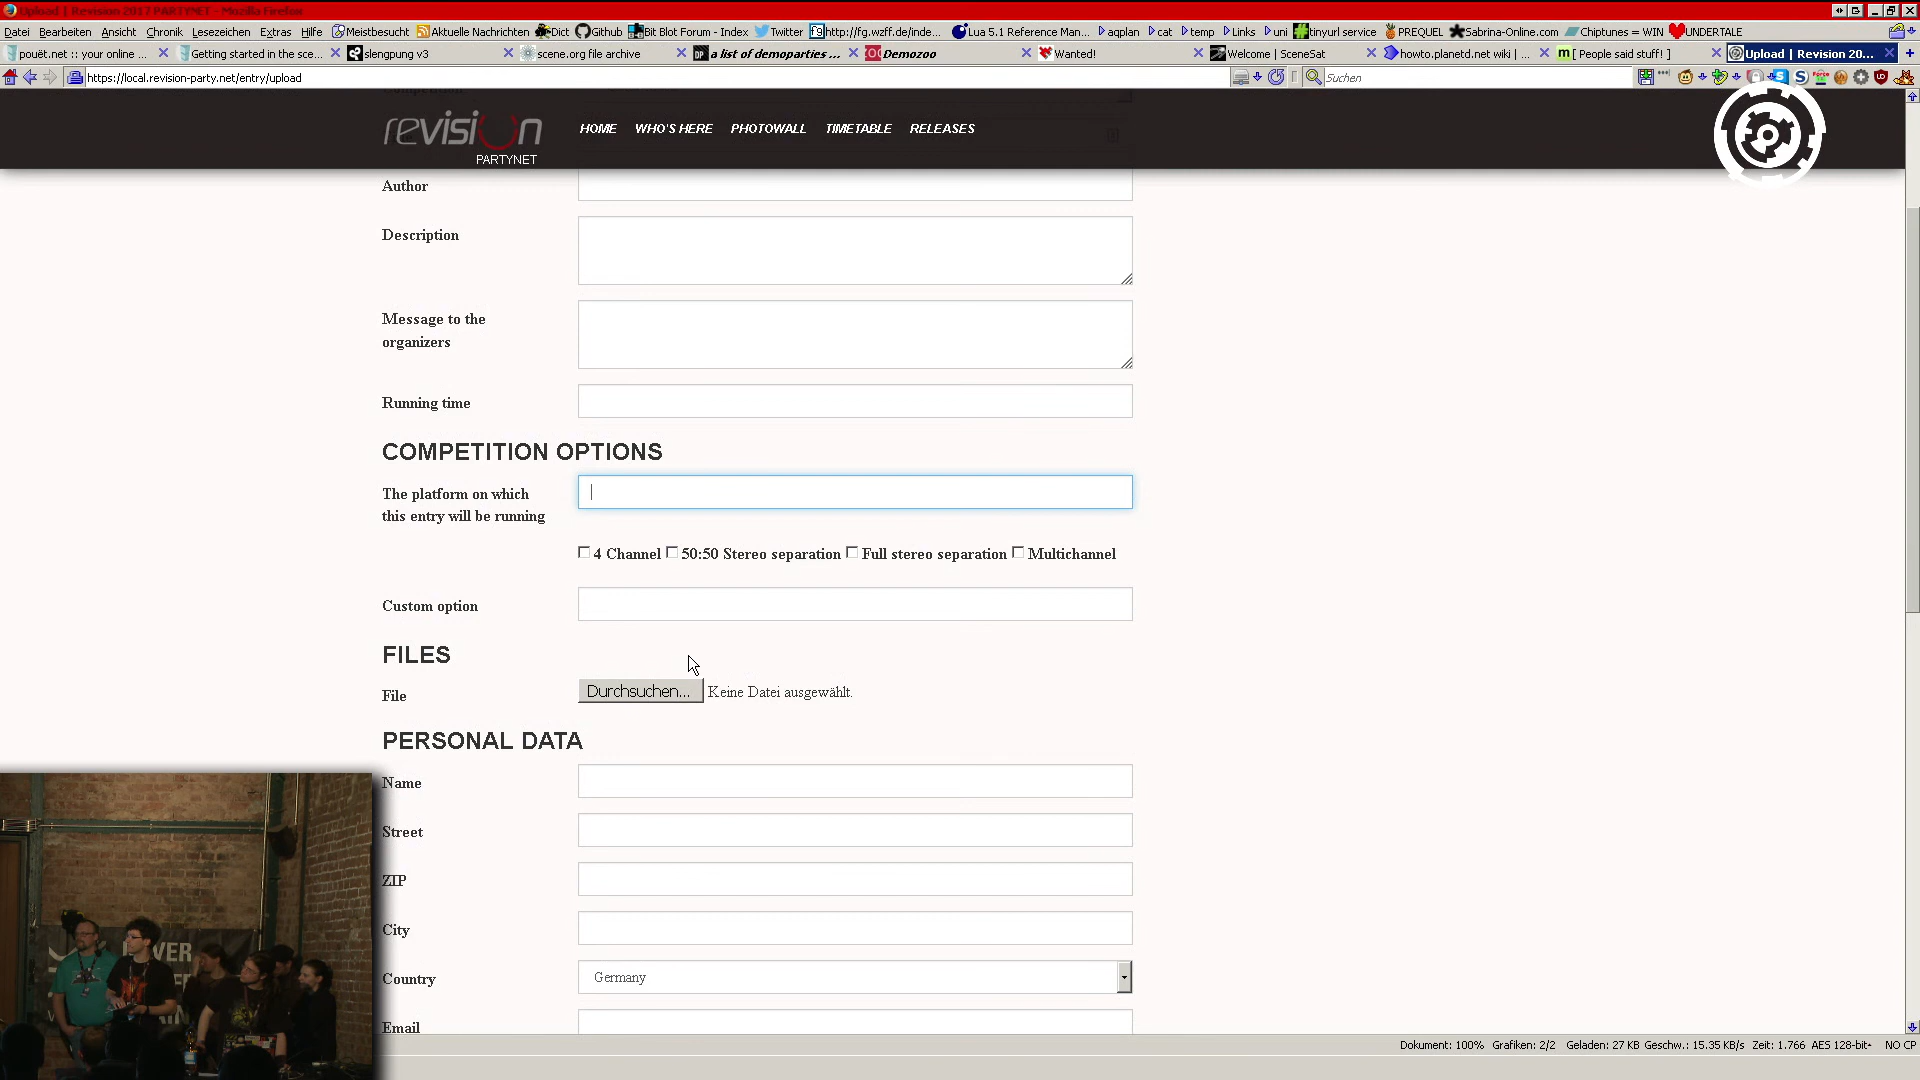 Upload | Revision 2017 PARTYNET - Mozilla Firefox
Datei Bearbeiten Ansicht Chronik Lesezeichen Extras Hilfe Meistbesucht Aktuelle Nachrichten Dict Github Bit Blot Forum - Index Twitter http://fg.wzff.de/inde... Lua 5.1 Reference Man... aqplan cat temp Links uni tinyurl service PREQUEL Sabrina-Online.com Chiptunes = WIN UNDERTALE
pouët.net :: your online ... Getting started in the sce... slengpung v3 scene.org file archive a list of demoparties ... Demozoo Wanted! Welcome | SceneSat howto.planetd.net wiki | ... [ People said stuff! ] Upload | Revision 20...
https://local.revision-party.net/entry/upload Suchen
revision
PARTYNET
HOME WHO'S HERE PHOTOWALL TIMETABLE RELEASES
Author
Description
Message to the
organizers
Running time
COMPETITION OPTIONS
The platform on which
this entry will be running
4 Channel 50:50 Stereo separation Full stereo separation Multichannel
Custom option
FILES
File Durchsuchen... Keine Datei ausgewählt.
PERSONAL DATA
Name
Street
ZIP
City
Country Germany
Email
Dokument: 100% Grafiken: 2/2 Geladen: 27 KB Geschw.: 15.35 KB/s Zeit: 1.766 AES 128-bit NO CP